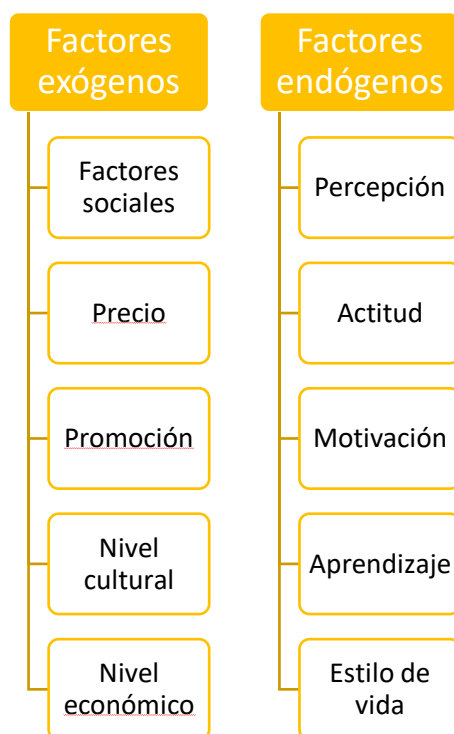 Factores
exógenos
Factores
sociales
Precio
Promoción
Nivel
cultural
Nivel
económico
Factores
endógenos
Percepción
Actitud
Motivación
Aprendizaje
Estilo de
vida